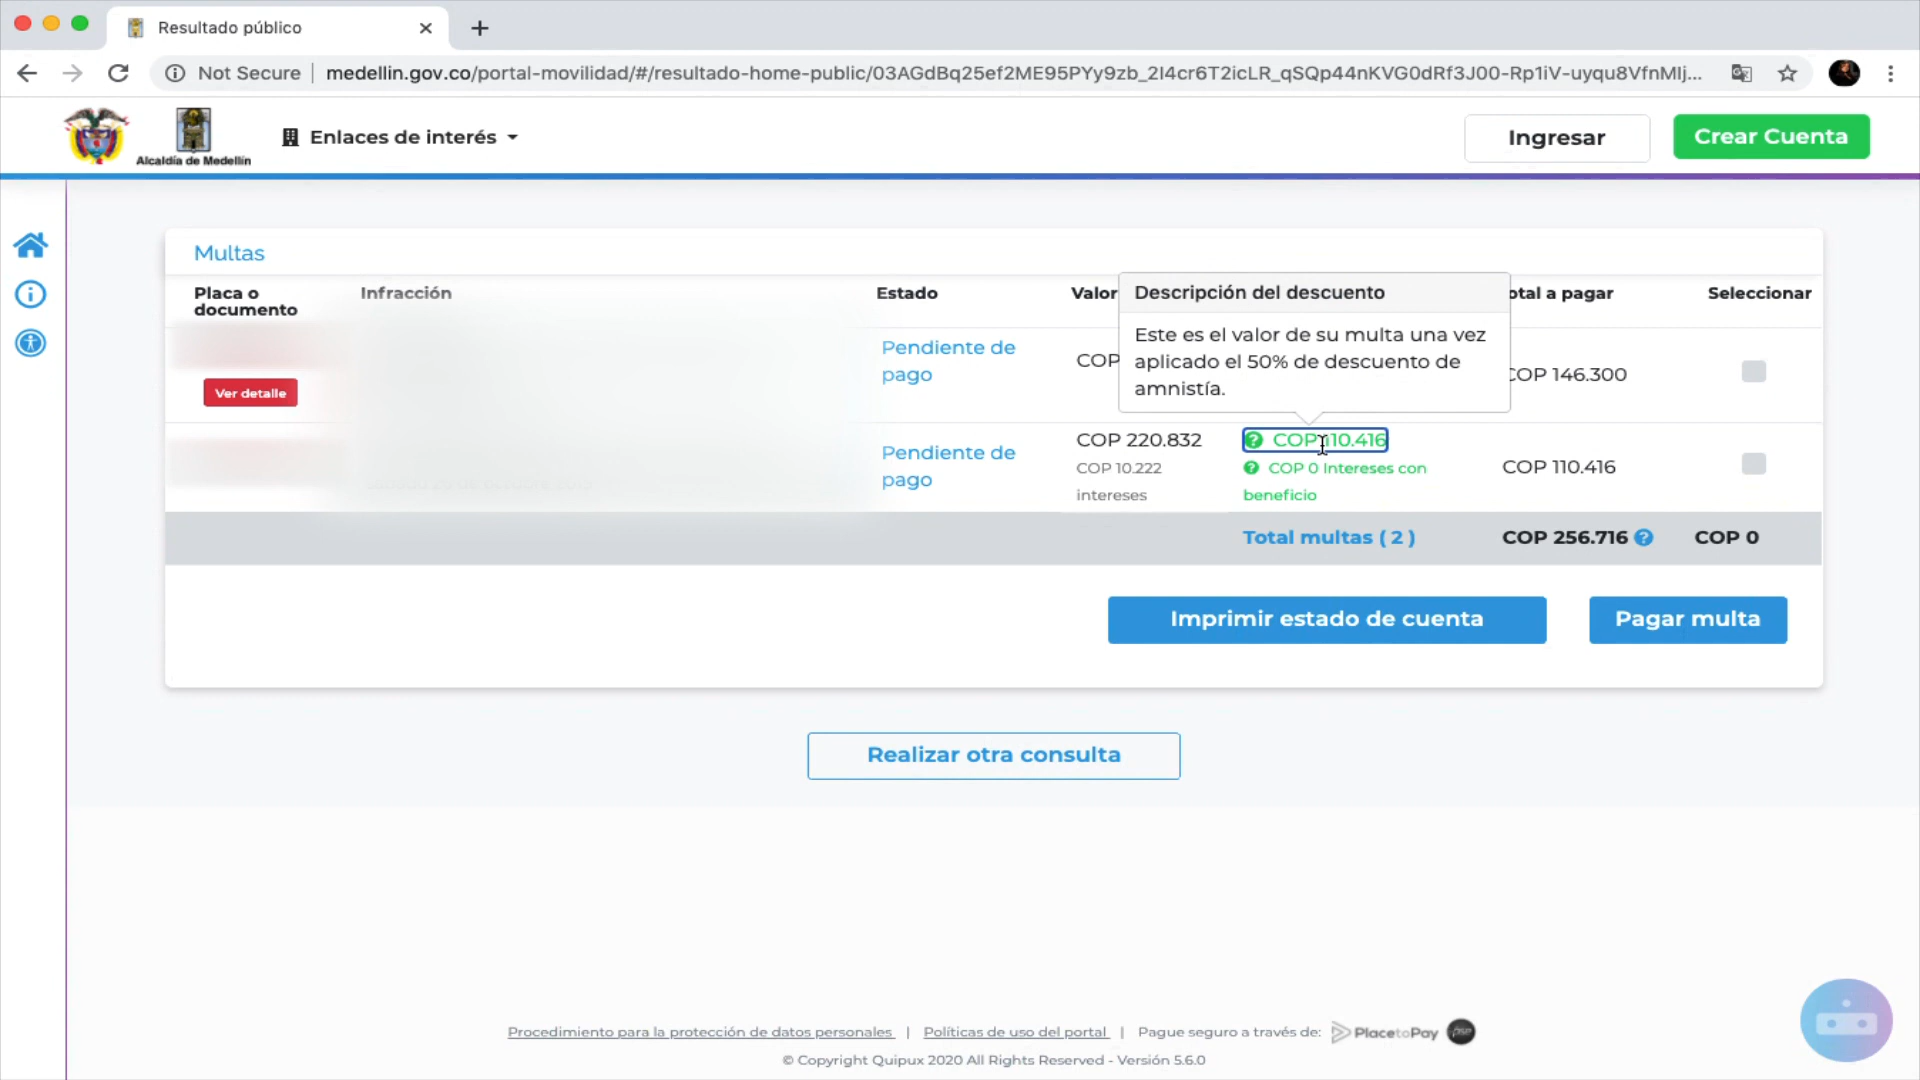 Resultado público
Not Secure
medellin.gov.co/portal-movilidad/#/resultado-home-public/03AGdBq25ef2ME95PYy9zb_2I4cr6T2icLR_qSQp44nKVG0dRf3J00-Rp1iV-uyqu8VfnMIj...
Alcaldía de Medellín
Enlaces de interés
Ingresar
Crear Cuenta
Multas
Placa o
documento
Infracción
Estado
Valor
otal a pagar
Seleccionar
Descripción del descuento
Este es el valor de su multa una vez
aplicado el 50% de descuento de
amnistía.
Pendiente de
pago
COP
COP 146.300
Ver detalle
Pendiente de
pago
COP 220.832
COP 10.222
intereses
COP 110.416
COP 0 Intereses con
beneficio
COP 110.416
Total multas ( 2 )
COP 256.716
COP 0
Imprimir estado de cuenta
Pagar multa
Realizar otra consulta
Procedimiento para la protección de datos personales | Políticas de uso del portal | Pague seguro a través de: PlacetoPay
© Copyright Quipux 2020 All Rights Reserved - Versión 5.6.0